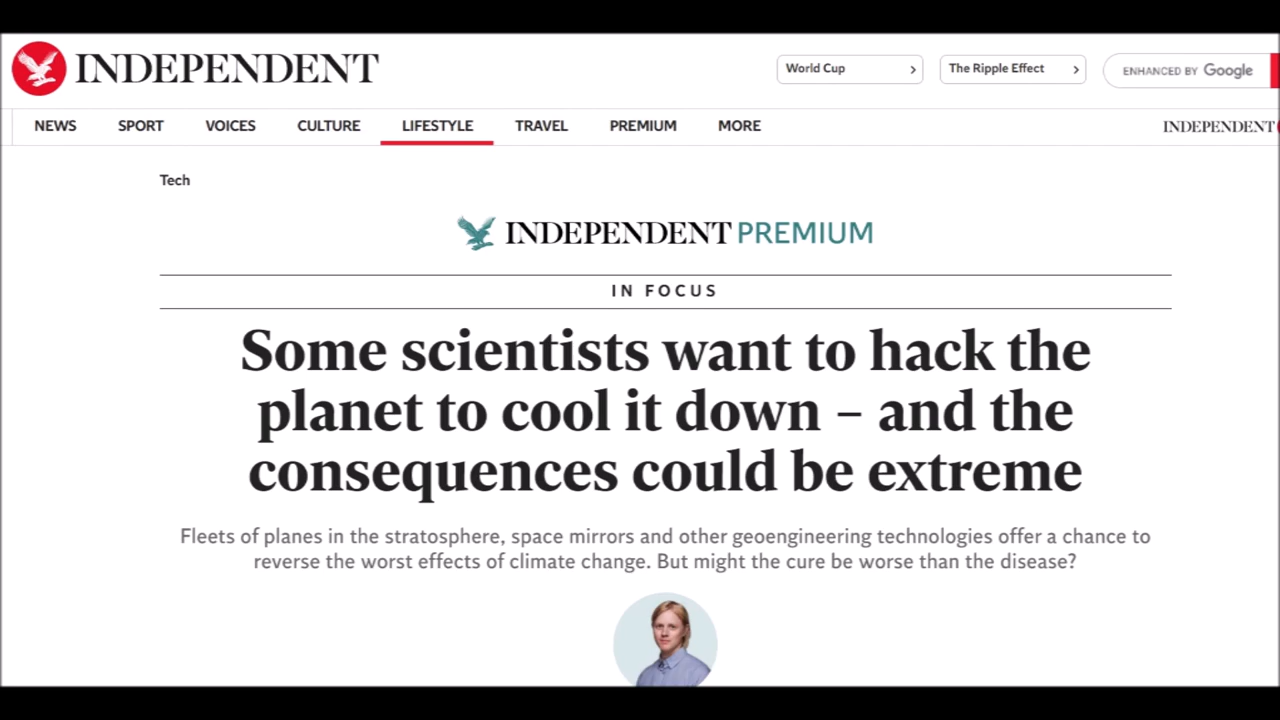 INDEPENDENT
World Cup
The Ripple Effect
ENHANCED BY Google
NEWS SPORT VOICES CULTURE LIFESTYLE TRAVEL PREMIUM MORE
INDEPENDENT
Tech
INDEPENDENT PREMIUM
IN FOCUS
Some scientists want to hack the
planet to cool it down – and the
consequences could be extreme
Fleets of planes in the stratosphere, space mirrors and other geoengineering technologies offer a chance to
reverse the worst effects of climate change. But might the cure be worse than the disease?